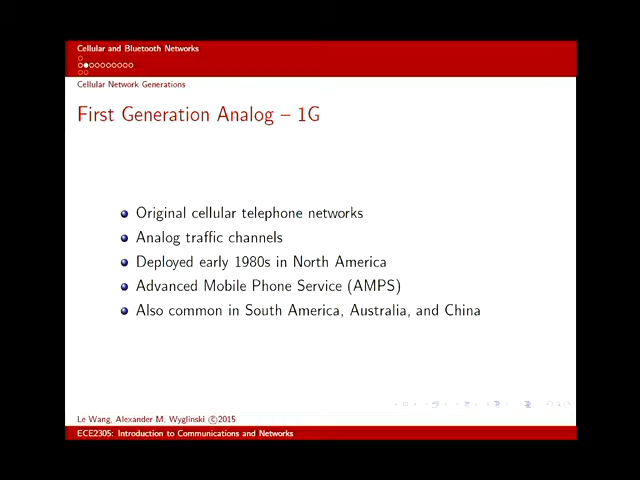 Cellular and Bluetooth Networks
Cellular Network Generations
First Generation Analog – 1G
Original cellular telephone networks
Analog traffic channels
Deployed early 1980s in North America
Advanced Mobile Phone Service (AMPS)
Also common in South America, Australia, and China
Le Wang, Alexander M. Wyglinski ©2015
ECE2305: Introduction to Communications and Networks